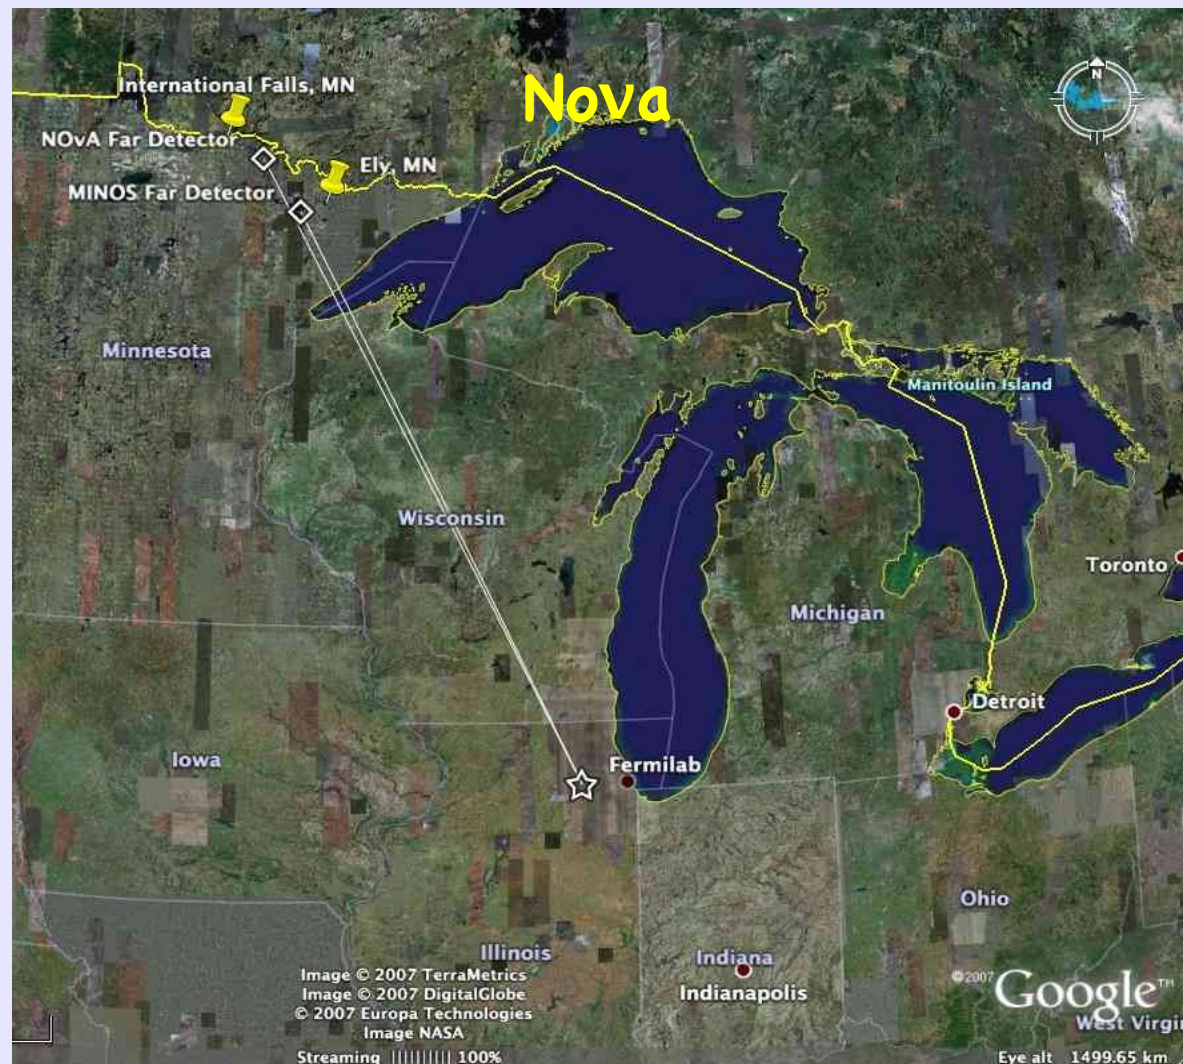 Nova
N
International Falls, MN
NOvA Far Detector
Ely, MN
MINOS Far Detector
Minnesota
Manitoulin Island
Wisconsin
Toronto
Michigan
Detroit
Iowa
Fermilab
Ohio
Illinois
Indiana
Indianapolis
Image © 2007 TerraMetrics
Image © 2007 DigitalGlobe
© 2007 Europa Technologies
Image NASA
©2007 Google™
West Virgin
Streaming |||||||||| 100%
Eye alt 1499.65 km